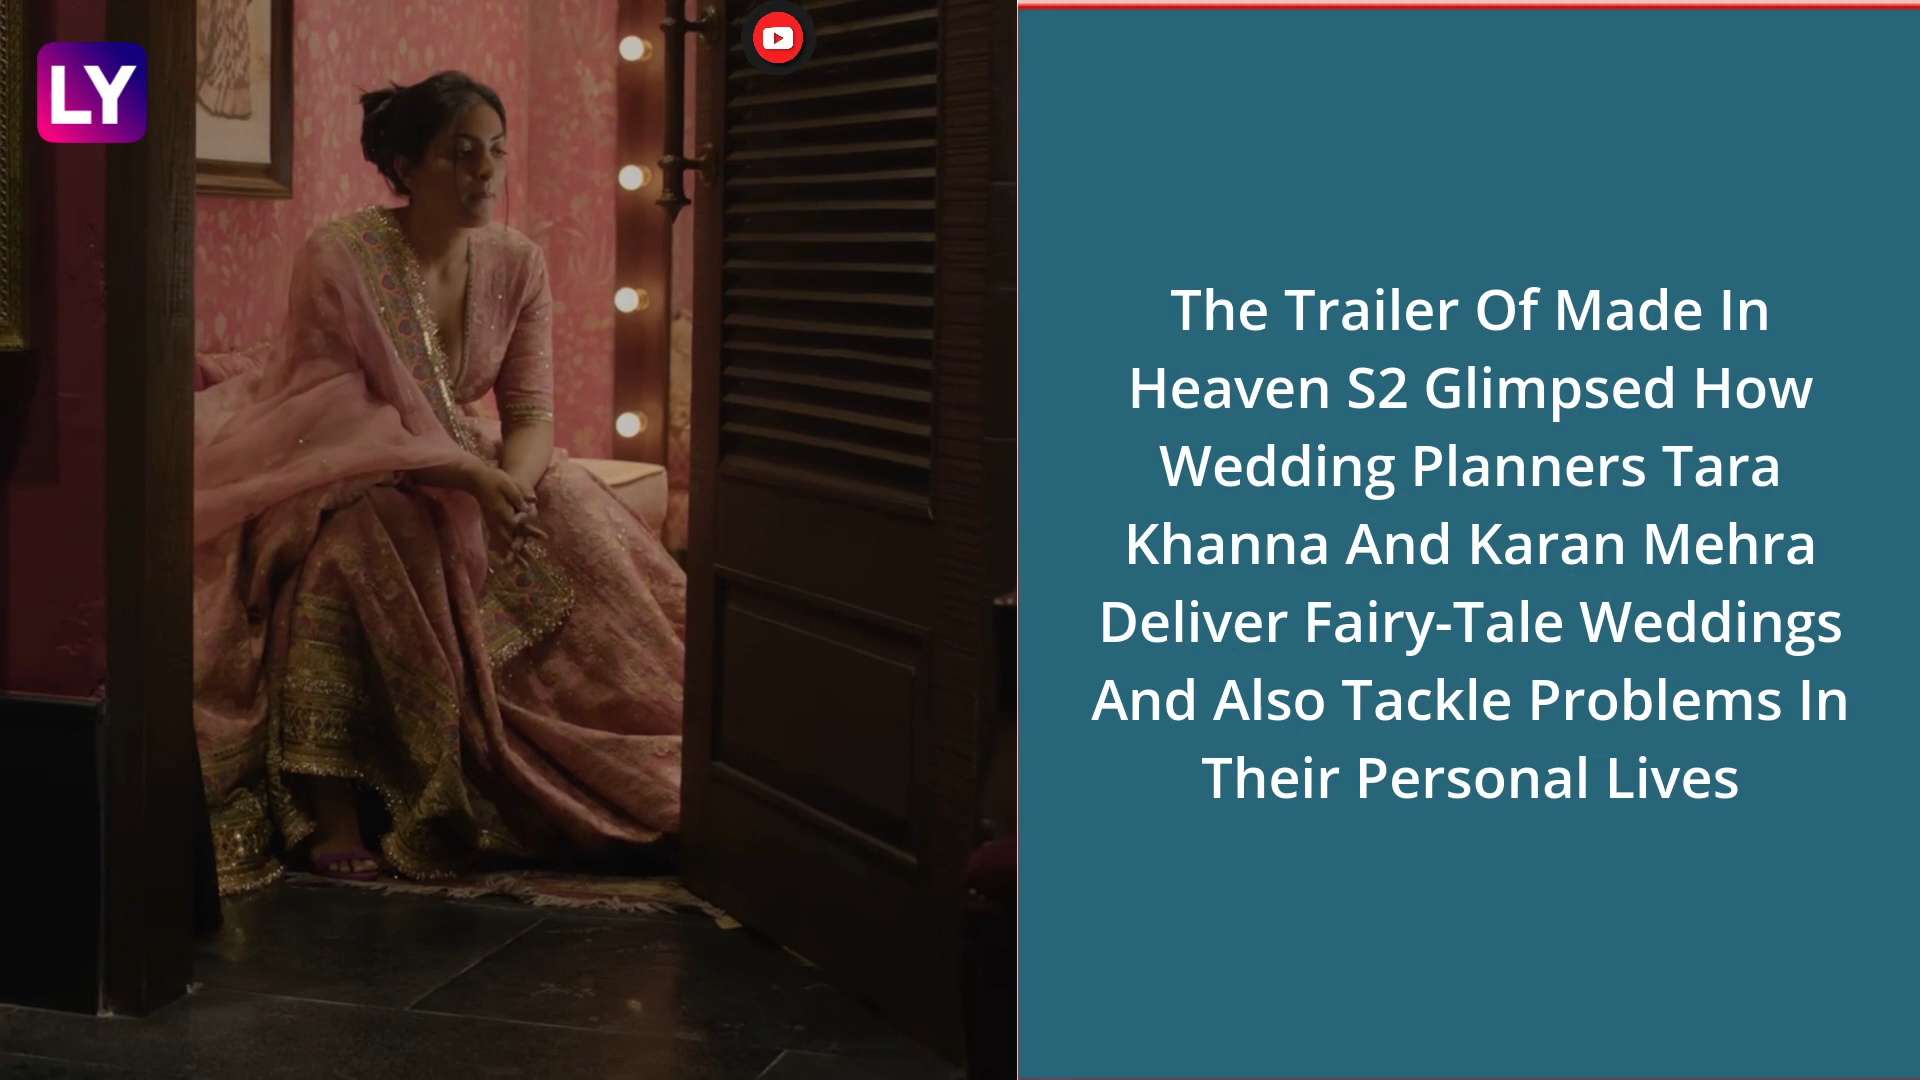 LY
The Trailer Of Made In
Heaven S2 Glimpsed How
Wedding Planners Tara
Khanna And Karan Mehra
Deliver Fairy-Tale Weddings
And Also Tackle Problems In
Their Personal Lives